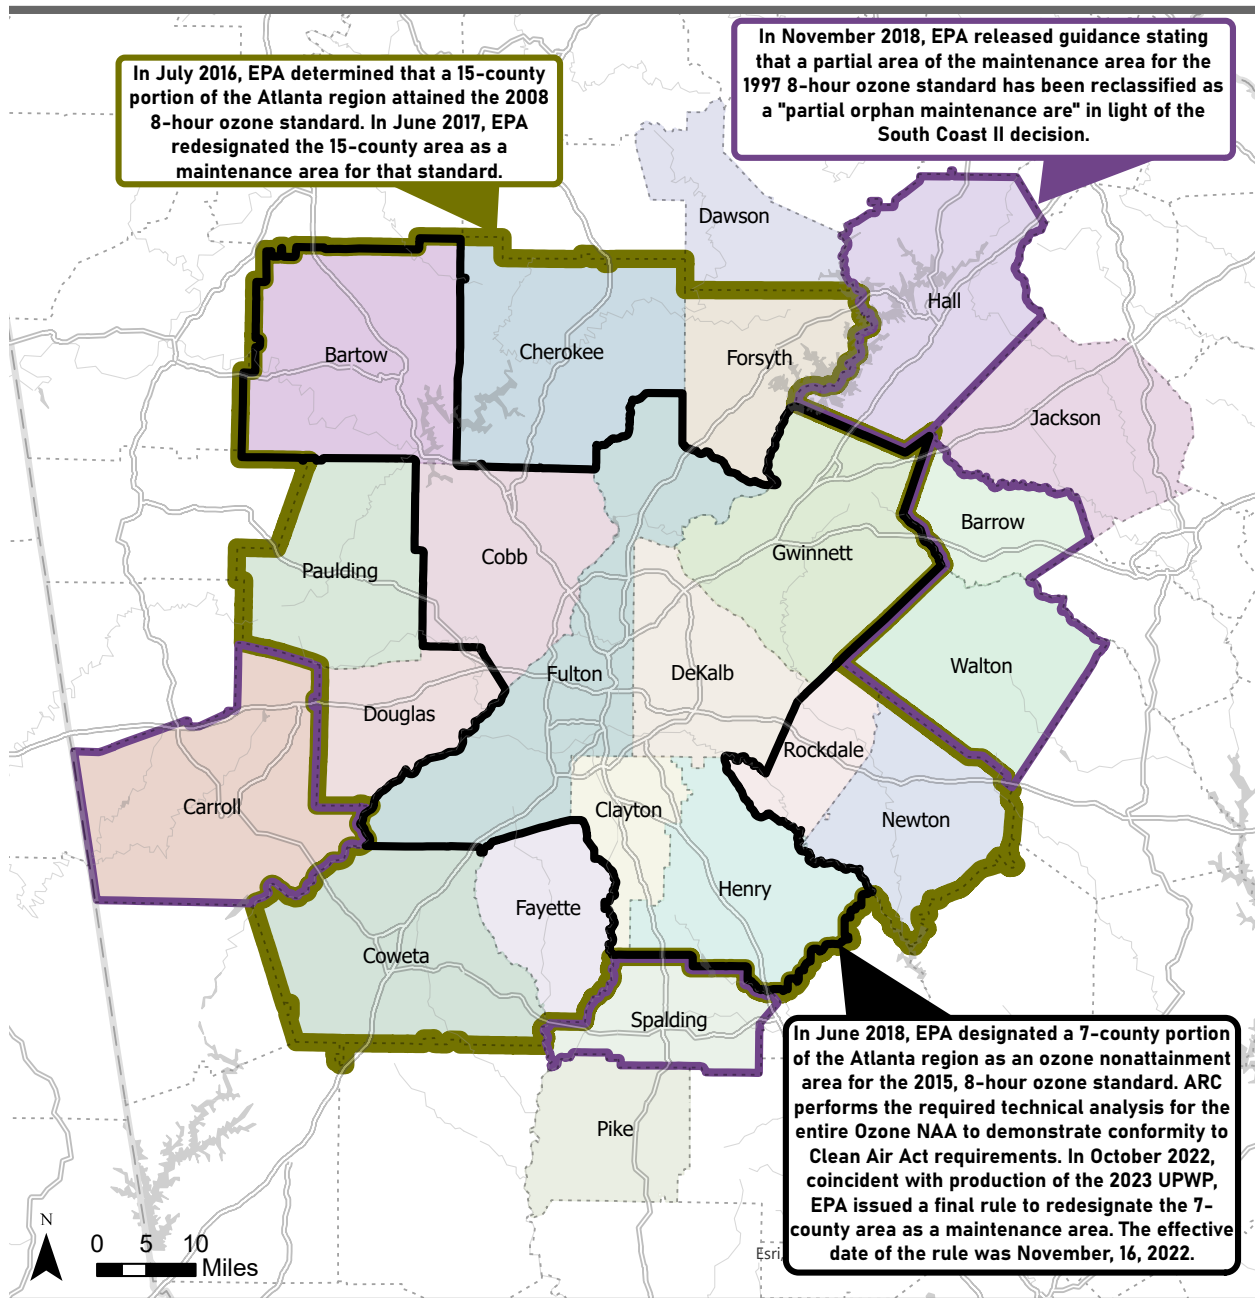 In July 2016, EPA determined that a 15-county
portion of the Atlanta region attained the 2008
8-hour ozone standard. In June 2017, EPA
redesignated the 15-county area as a
maintenance area for that standard.
In November 2018, EPA released guidance stating
that a partial area of the maintenance area for the
1997 8-hour ozone standard has been reclassified as
a "partial orphan maintenance are" in light of the
South Coast II decision.
Dawson
Hall
Bartow
Cherokee
Forsyth
Jackson
Barrow
Cobb
Gwinnett
Paulding
Walton
Fulton
DeKalb
Douglas
Rockdale
Carroll
Clayton
Newton
Henry
Fayette
Coweta
Spalding
Pike
In June 2018, EPA designated a 7-county portion
of the Atlanta region as an ozone nonattainment
area for the 2015, 8-hour ozone standard. ARC
performs the required technical analysis for the
entire Ozone NAA to demonstrate conformity to
Clean Air Act requirements. In October 2022,
coincident with production of the 2023 UPWP,
EPA issued a final rule to redesignate the 7-
county area as a maintenance area. The effective
date of the rule was November, 16, 2022.
N
0 5 10
Miles
Esri,